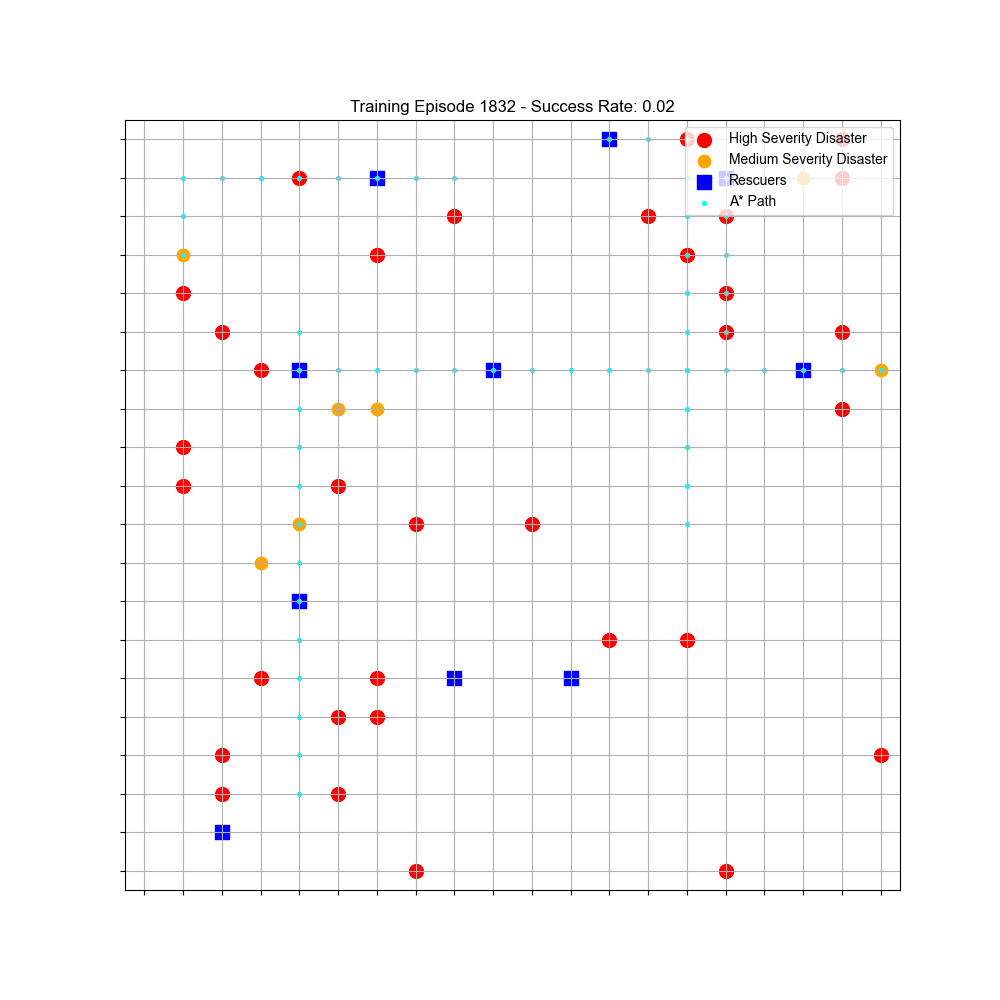 Training Episode 1832 - Success Rate: 0.02
High Severity Disaster
Medium Severity Disaster
Rescuers
A* Path